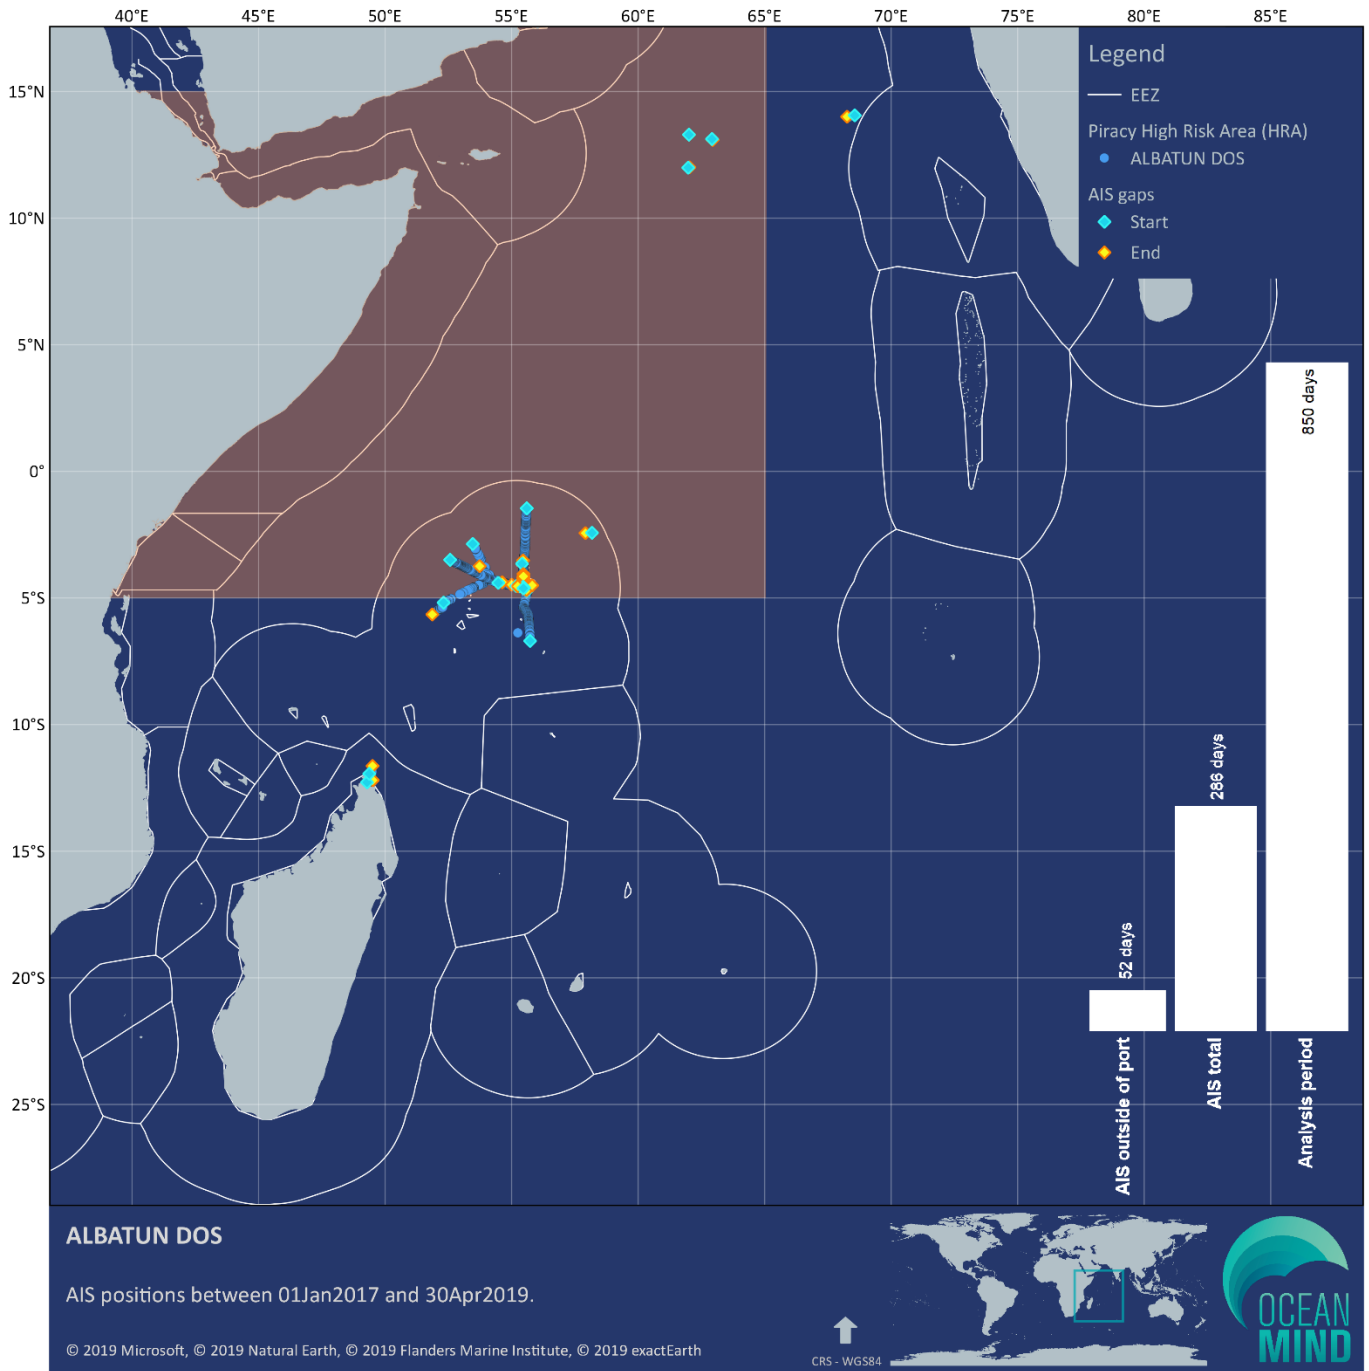 40°E 45°E 50°E 55°E 60°E 65°E 70°E 75°E 80°E 85°E
15°N
10°N
5°N
0°
5°S
10°S
15°S
20°S
25°S
Legend
EEZ
Piracy High Risk Area (HRA)
ALBATUN DOS
AIS gaps
Start
End
52 days
286 days
850 days
AIS outside of port
AIS total
Analysis period
ALBATUN DOS
AIS positions between 01Jan2017 and 30Apr2019.
© 2019 Microsoft, © 2019 Natural Earth, © 2019 Flanders Marine Institute, © 2019 exactEarth
CRS - WGS84
OCEAN
MIND